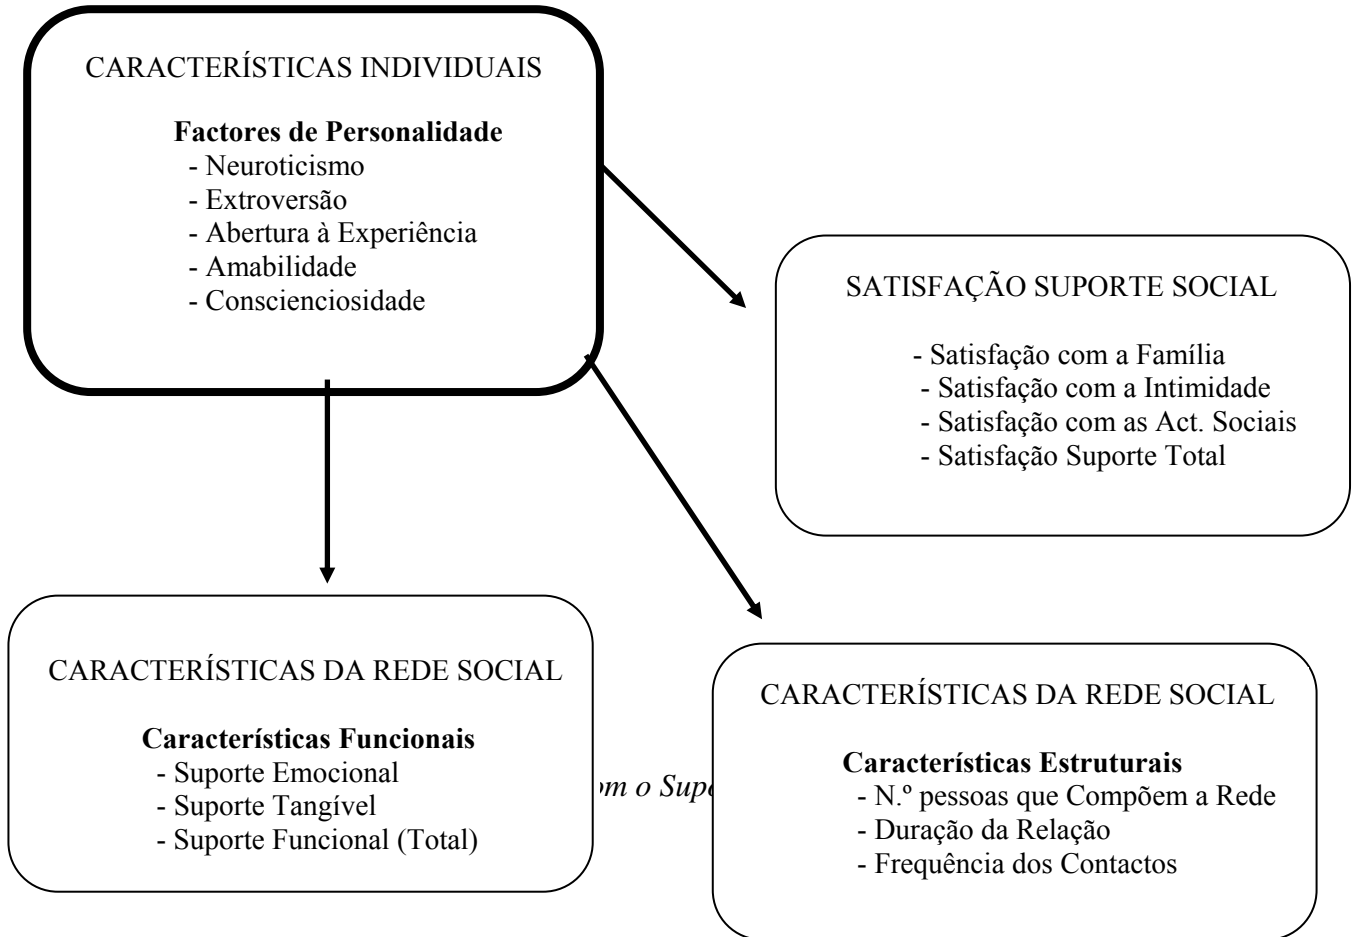 CARACTERÍSTICAS INDIVIDUAIS
Factores de Personalidade
- Neuroticismo
- Extroversão
- Abertura à Experiência
- Amabilidade
- Conscienciosidade
SATISFAÇÃO SUPORTE SOCIAL
- Satisfação com a Família
- Satisfação com a Intimidade
- Satisfação com as Act. Sociais
- Satisfação Suporte Total
CARACTERÍSTICAS DA REDE SOCIAL
Características Funcionais
- Suporte Emocional
- Suporte Tangível
- Suporte Funcional (Total)
o
CARACTERÍSTICAS DA REDE SOCIAL
Características Estruturais
- N.º pessoas que Compõem a Rede
- Duração da Relação
- Frequência dos Contactos